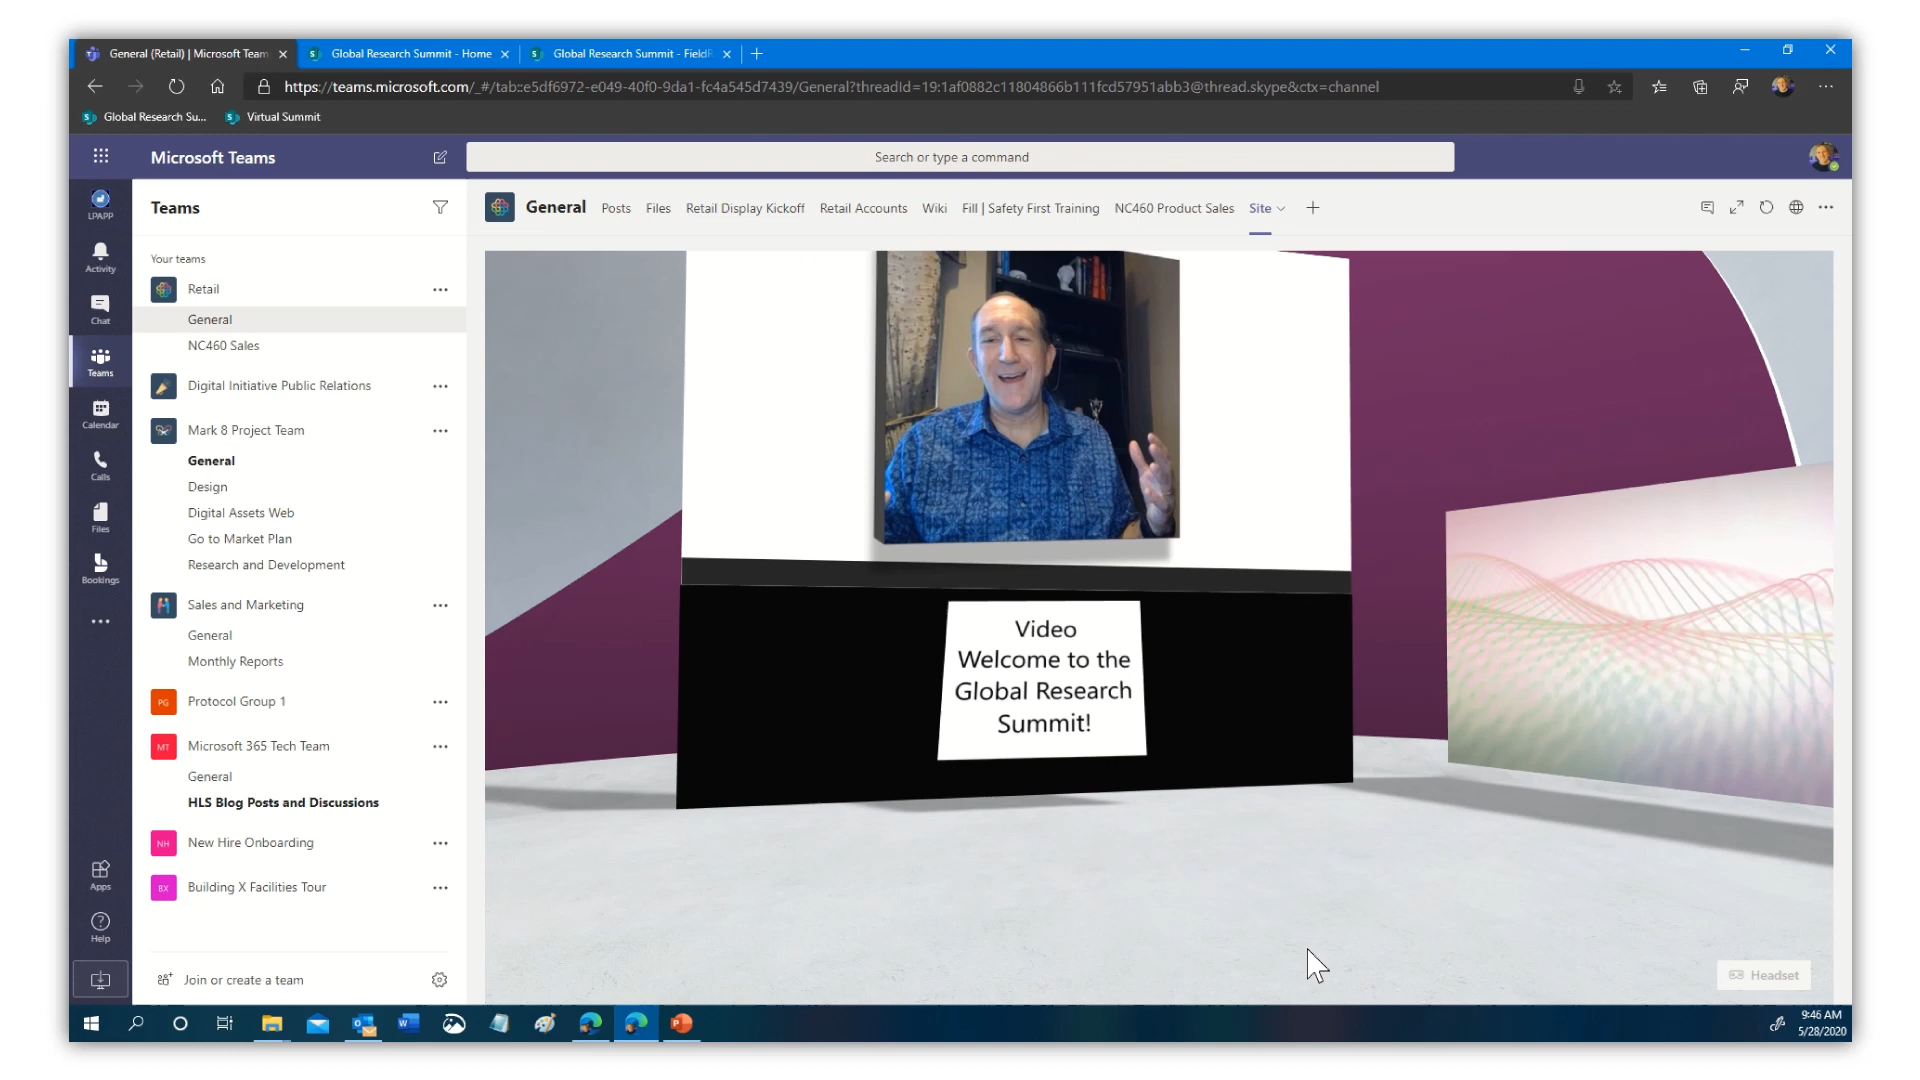 General (Retail) | Microsoft Team
Global Research Summit - Home
Global Research Summit - FieldR
https://teams.microsoft.com/_#/tab::e5df6972-e049-40f0-9da1-fc4a545d7439/General?threadId=19:1af0882c11804866b111fcd57951abb3@thread.skype&ctx=channel
Global Research Su...
Virtual Summit
Microsoft Teams
Search or type a command
LPAPP
Activity
Chat
Teams
Calendar
Calls
Files
Bookings
Apps
Help
Teams
Your teams
Retail
General
NC460 Sales
Digital Initiative Public Relations
Mark 8 Project Team
General
Design
Digital Assets Web
Go to Market Plan
Research and Development
Sales and Marketing
General
Monthly Reports
PG Protocol Group 1
MT Microsoft 365 Tech Team
General
HLS Blog Posts and Discussions
NH New Hire Onboarding
BX Building X Facilities Tour
Join or create a team
General Posts Files Retail Display Kickoff Retail Accounts Wiki Fill | Safety First Training NC460 Product Sales Site
Video
Welcome to the
Global Research
Summit!
Headset
9:46 AM
5/28/2020